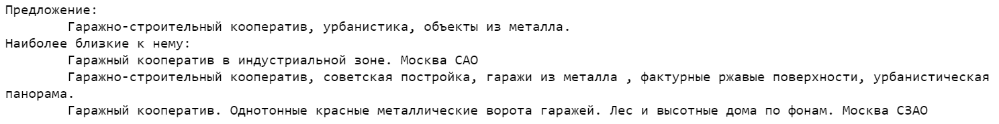 Предложение:
Гаражно-строительный кооператив, урбанистика, объекты из металла.
Наиболее близкие к нему:
Гаражный кооператив в индустриальной зоне. Москва САО
Гаражно-строительный кооператив, советская постройка, гаражи из металла , фактурные ржавые поверхности, урбанистическая
панорама.
Гаражный кооператив. Однотонные красные металлические ворота гаражей. Лес и высотные дома по фонам. Москва СЗАО